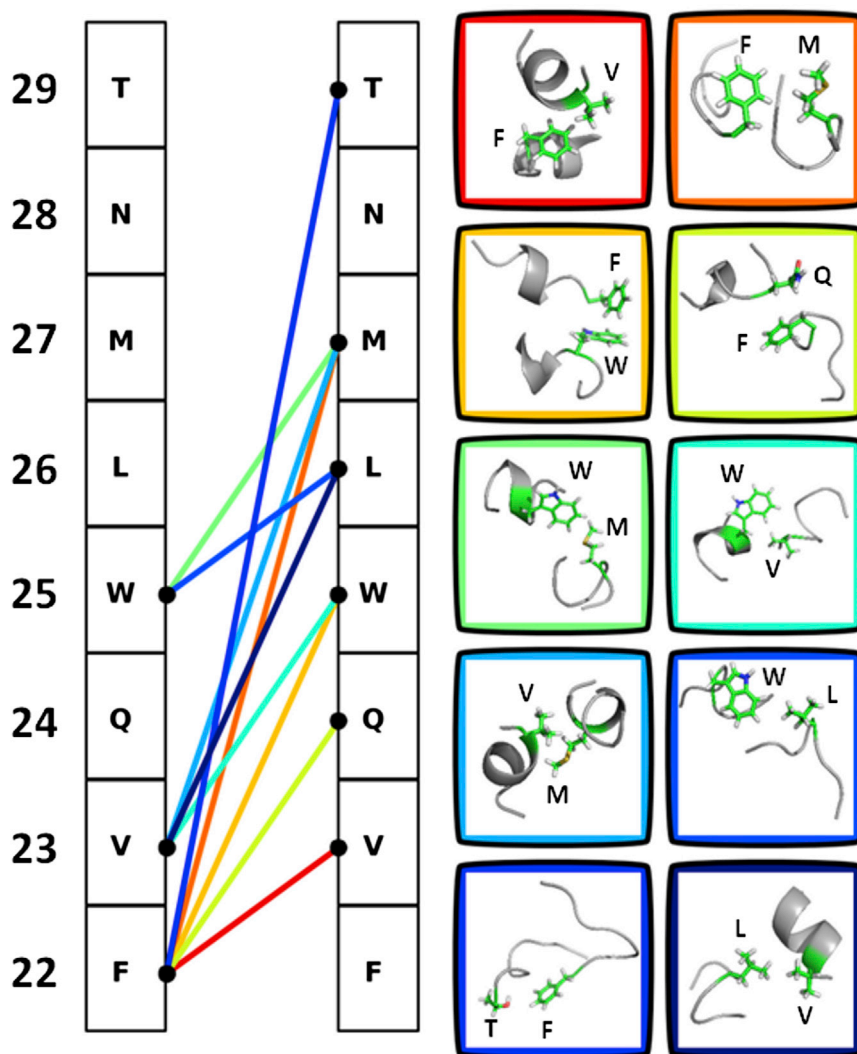 29 T T
28 N N
27 M M
26 L L
25 W W
24 Q Q
23 V V
22 F F
V
F
F M
F
W
Q
F
W
M
W
V
V
M
W
L
T F
L
V